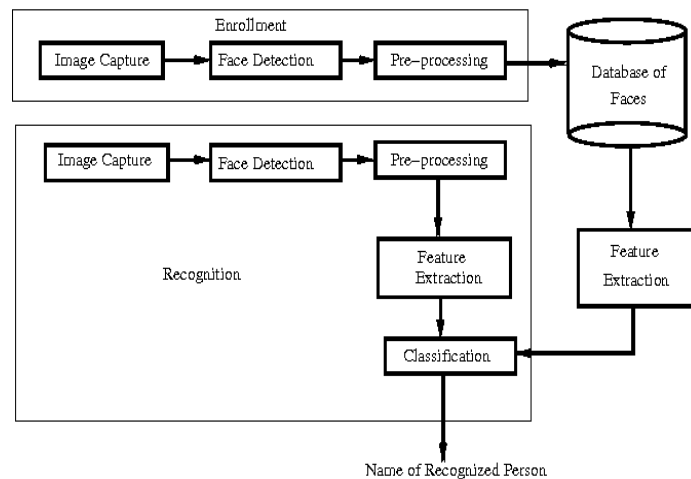 Enrollment
Image Capture
Face Detection
Pre-processing
Database of
Faces
Image Capture
Face Detection
Pre-processing
Feature
Extraction
Recognition
Feature
Extraction
Classification
Name of Recognized Person